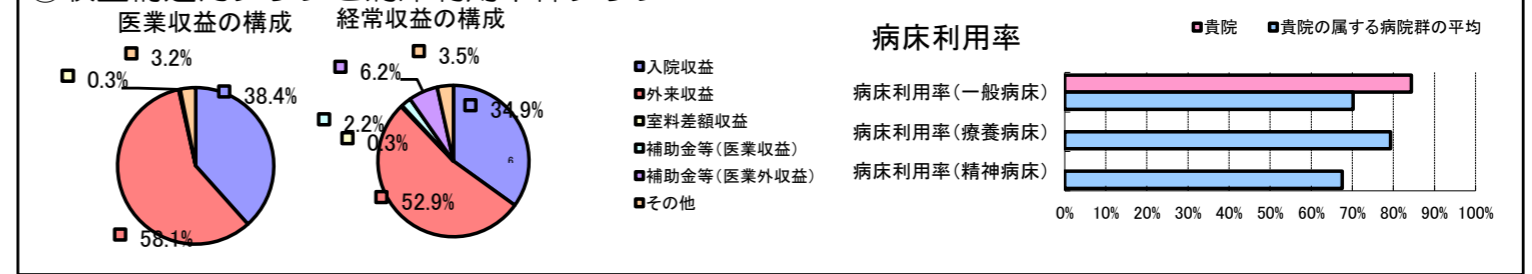 医業収益の構成
3.2%
0.3%
38.4%
58.1%
経常収益の構成
3.5%
6.2%
34.9%
2.2%
0.3%
6
52.9%
入院収益
外来収益
室料差額収益
補助金等(医業収益)
補助金等(医業外収益)
その他
病床利用率
貴院 貴院の属する病院群の平均
病床利用率(一般病床)
病床利用率(療養病床)
病床利用率(精神病床)
0% 10% 20% 30% 40% 50% 60% 70% 80% 90% 100%